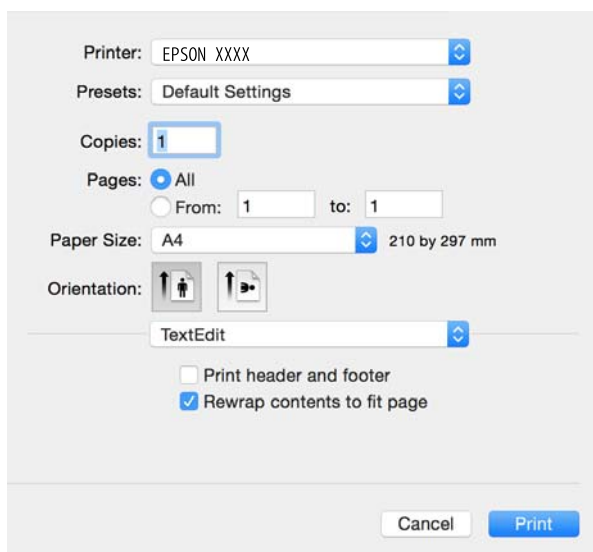 Printer: EPSON XXXX
Presets: Default Settings
Copies: 1
Pages: All
From: 1 to: 1
Paper Size: A4 210 by 297 mm
Orientation:
TextEdit
Print header and footer
Rewrap contents to fit page
Cancel Print